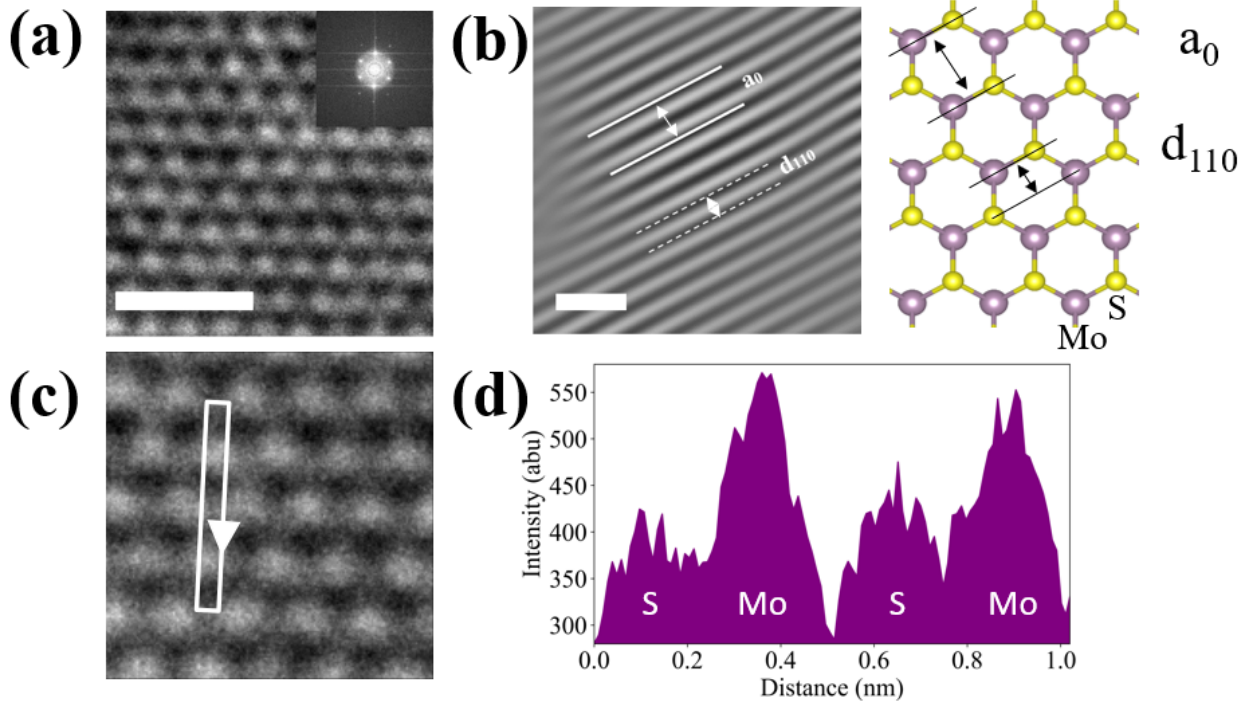 (a)
(b)
a₀
d₁₁₀
a₀
d₁₁₀
S
Mo
(c)
(d)
550
500
450
400
350
300
Intensity (abu)
S
Mo
S
Mo
0.0
0.2
0.4
0.6
0.8
1.0
Distance (nm)